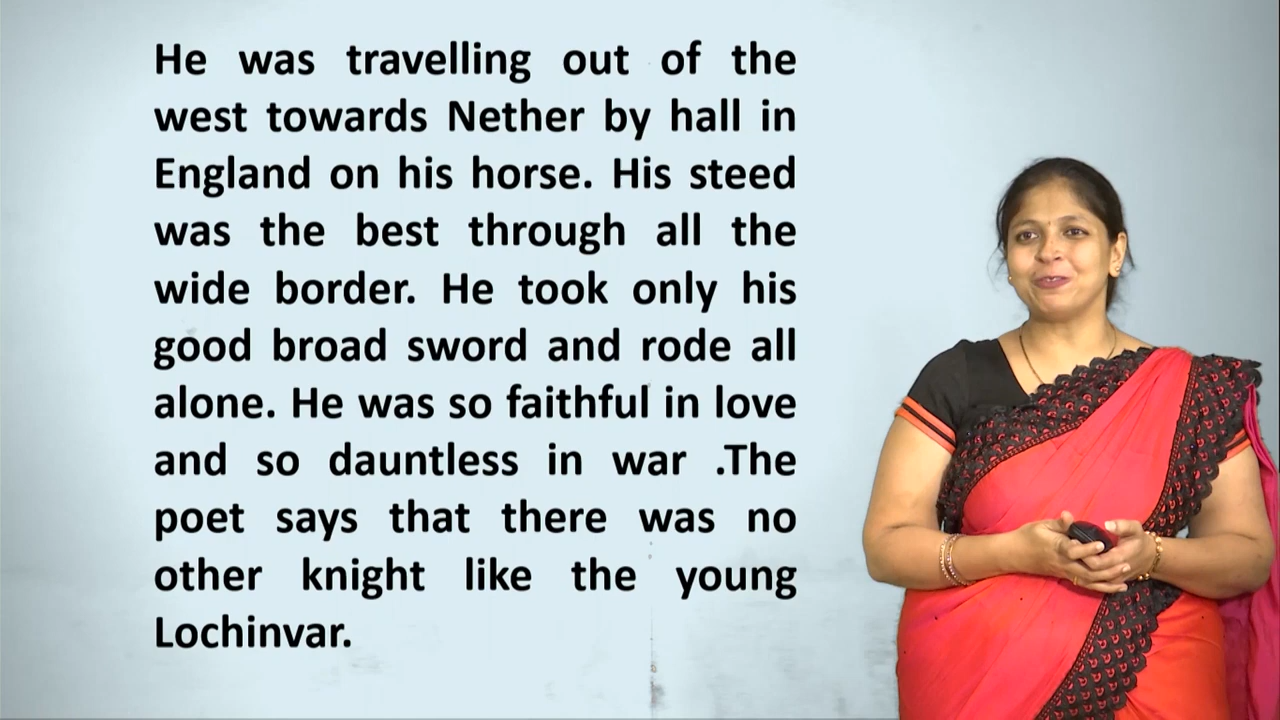 He was travelling out of the
west towards Nether by hall in
England on his horse. His steed
was the best through all the
wide border. He took only his
good broad sword and rode all
alone. He was so faithful in love
and so dauntless in war .The
poet says that there was no
other knight like the young
Lochinvar.